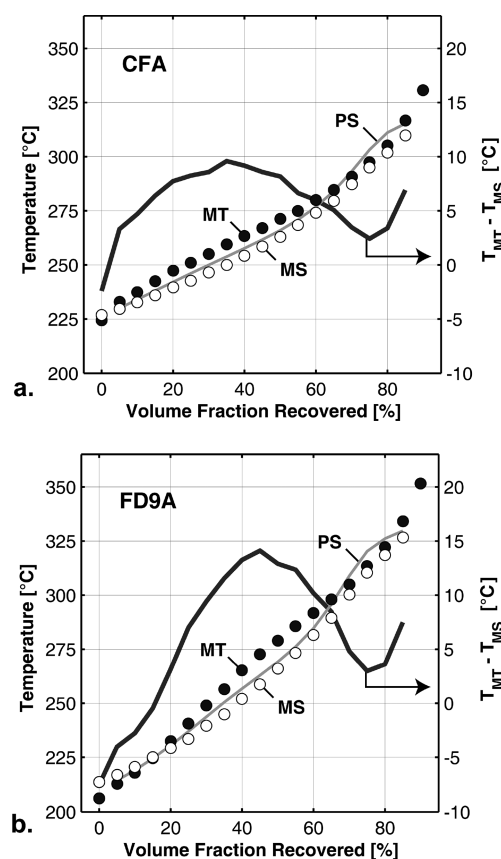 CFA
350
325
300
275
250
225
200
Temperature [°C]
PS
MT
MS
20
15
10
5
0
-5
-10
T_MT - T_MS [°C]
0 20 40 60 80 100
Volume Fraction Recovered [%]
a.
FD9A
350
325
300
275
250
225
200
Temperature [°C]
PS
MT
MS
20
15
10
5
0
-5
-10
T_MT - T_MS [°C]
0 20 40 60 80 100
Volume Fraction Recovered [%]
b.